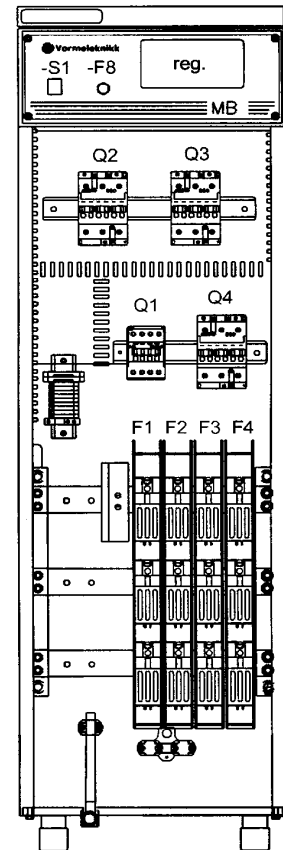 Varmeteknikk
-S1 -F8 reg.
MB
Q2 Q3
Q1 Q4
F1 F2 F3 F4